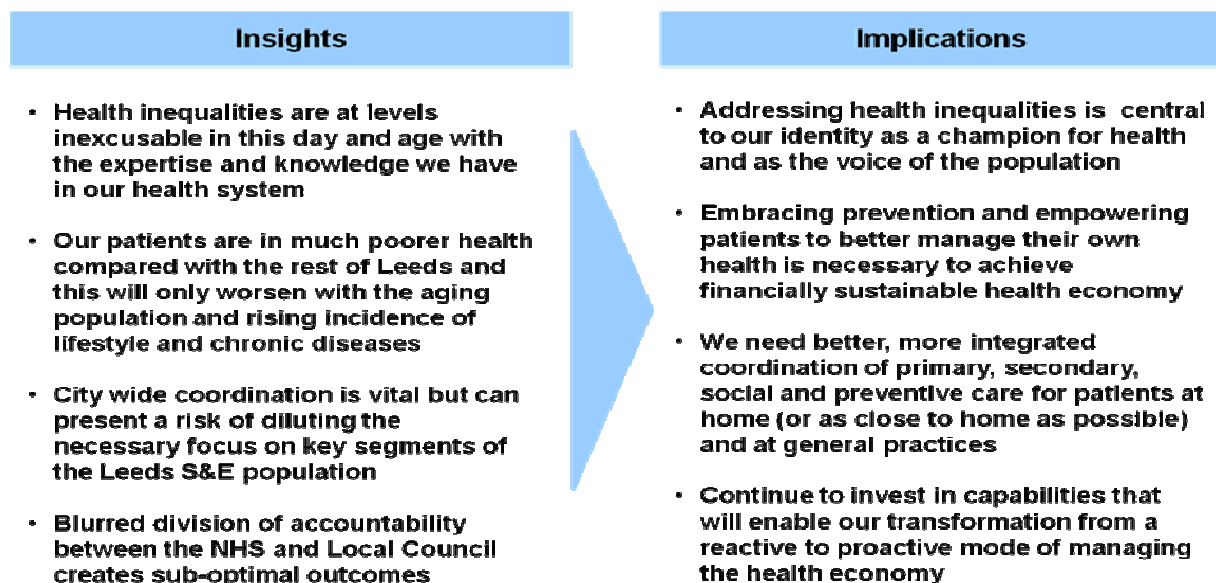 Insights
• Health inequalities are at levels
inexcusable in this day and age with
the expertise and knowledge we have
in our health system
• Our patients are in much poorer health
compared with the rest of Leeds and
this will only worsen with the aging
population and rising incidence of
lifestyle and chronic diseases
• City wide coordination is vital but can
present a risk of diluting the
necessary focus on key segments of
the Leeds S&E population
• Blurred division of accountability
between the NHS and Local Council
creates sub-optimal outcomes
Implications
• Addressing health inequalities is central
to our identity as a champion for health
and as the voice of the population
• Embracing prevention and empowering
patients to better manage their own
health is necessary to achieve
financially sustainable health economy
• We need better, more integrated
coordination of primary, secondary,
social and preventive care for patients at
home (or as close to home as possible)
and at general practices
• Continue to invest in capabilities that
will enable our transformation from a
reactive to proactive mode of managing
the health economy